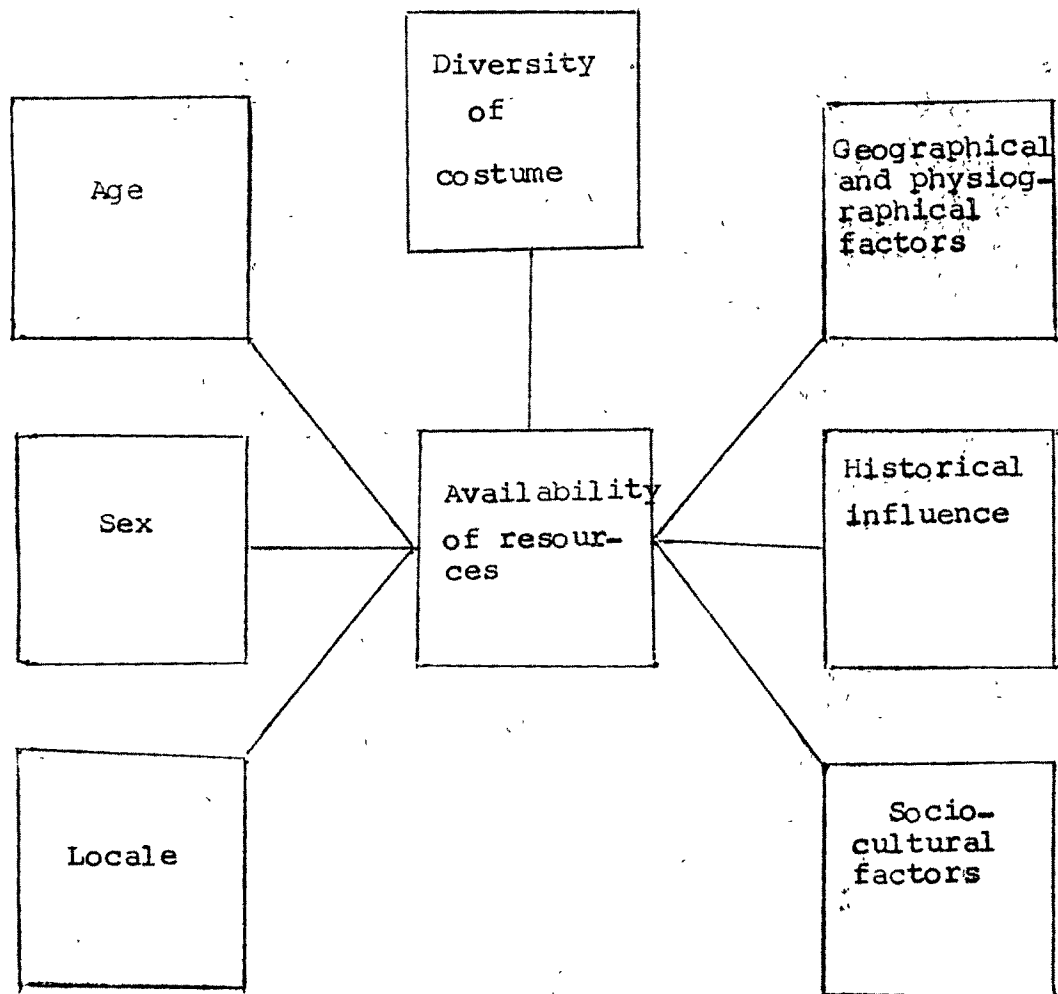 Diversity
of
costume
Age
Geographical
and physiog-
raphical
factors
Sex
Availability
of resour-
ces
Historical
influence
Locale
Socio-
cultural
factors